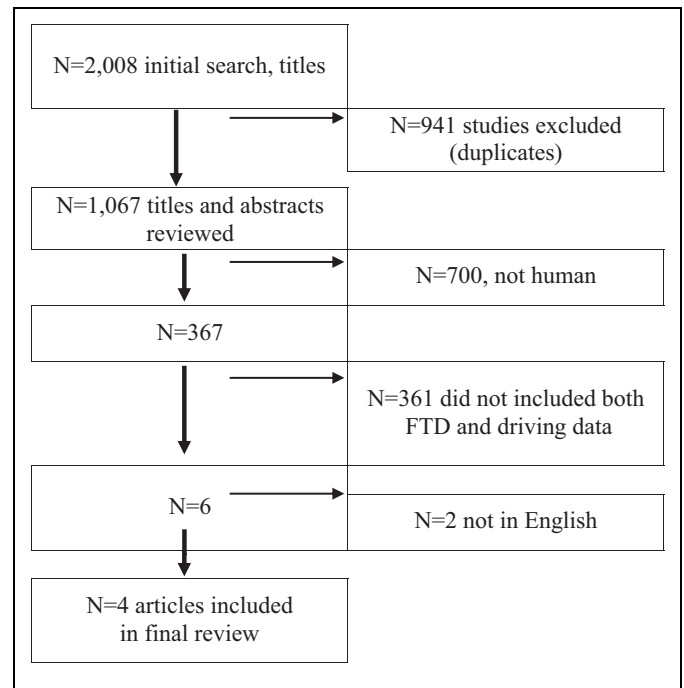 N=2,008 initial search, titles
N=941 studies excluded
(duplicates)
N=1,067 titles and abstracts
reviewed
N=700, not human
N=367
N=361 did not included both
FTD and driving data
N=6
N=2 not in English
N=4 articles included
in final review